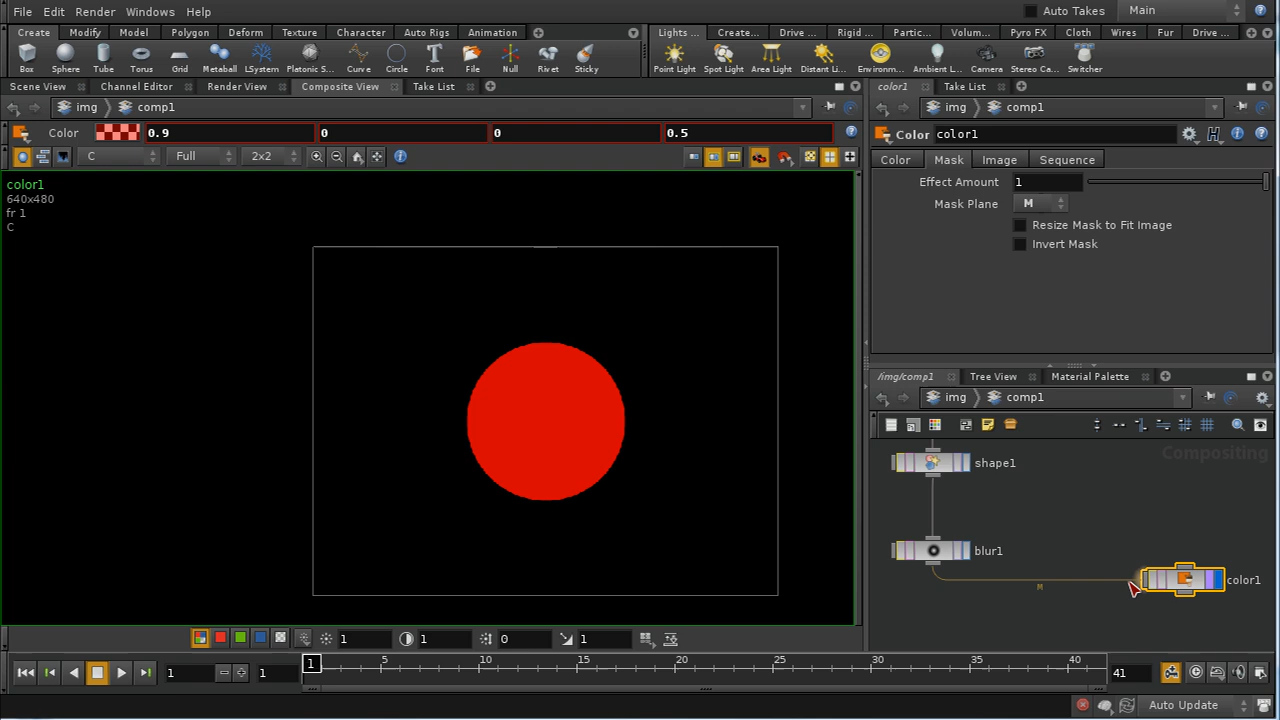 File Edit Render Windows Help Auto Takes Main
Create Modify Model Polygon Deform Texture Character Auto Rigs Animation Lights ... Create... Drive ... Rigid ... Partic... Volum... Pyro FX Cloth Wires Fur Drive ...
Box Sphere Tube Torus Grid Metaball LSystem Platonic S... Curve Circle Font File Null Rivet Sticky Point Light Spot Light Area Light Distant Li... Environm... Ambient L... Camera Stereo Ca... Switcher
Scene View Channel Editor Render View Composite View Take List
img comp1
Color 0.9 0 0 0.5
C Full 2x2
color1
640x480
fr 1
C
1 1 0 1
color1 Take List
img comp1
Color color1
Color Mask Image Sequence
Effect Amount 1
Mask Plane M
Resize Mask to Fit Image
Invert Mask
/img/comp1 Tree View Material Palette
img comp1
Compositing
shape1
blur1
color1
M
1 1 1 5 10 15 20 25 30 35 40 41
Auto Update